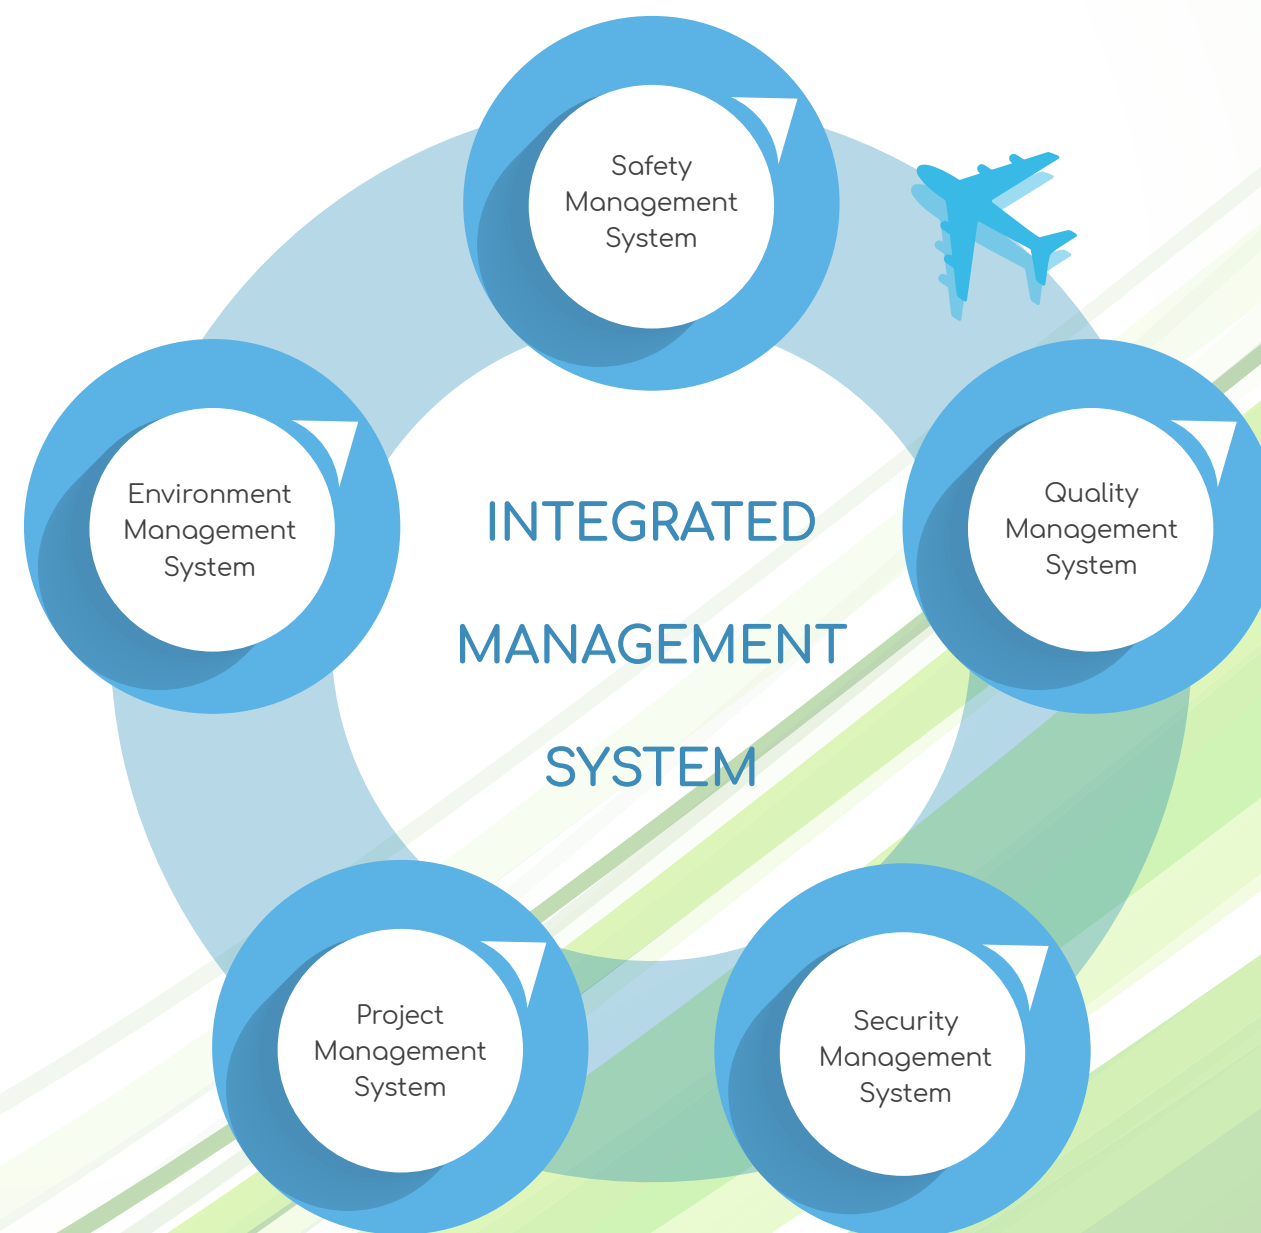 Safety
Management
System
Environment
Management
System
Quality
Management
System
INTEGRATED
MANAGEMENT
SYSTEM
Project
Management
System
Security
Management
System